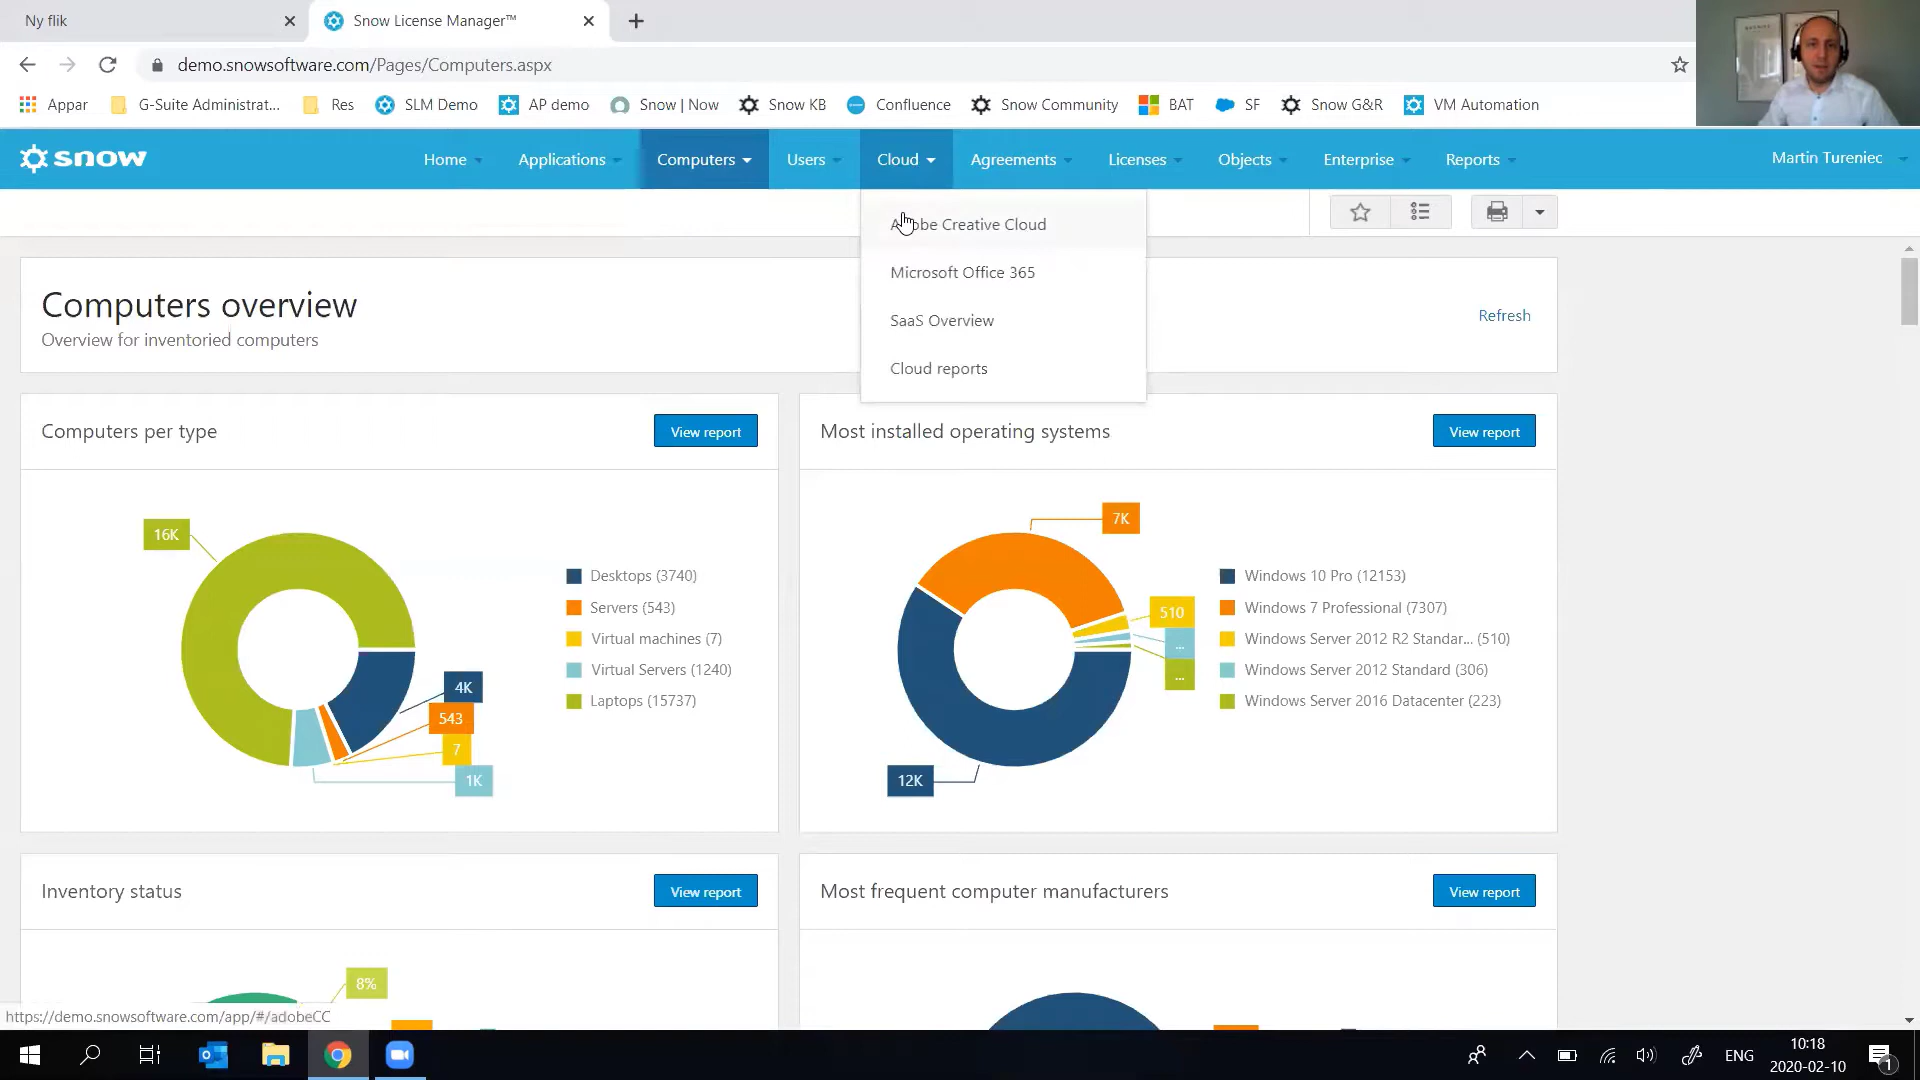 Ny flik
Snow License Manager™
demo.snowsoftware.com/Pages/Computers.aspx
Appar
G-Suite Administrat...
Res
SLM Demo
AP demo
Snow | Now
Snow KB
Confluence
Snow Community
BAT
SF
Snow G&R
VM Automation
snow
Home
Applications
Computers
Users
Cloud
Agreements
Licenses
Objects
Enterprise
Reports
Martin Tureniec
Adobe Creative Cloud
Microsoft Office 365
SaaS Overview
Cloud reports
Computers overview
Overview for inventoried computers
Refresh
Computers per type
View report
16K
4K
543
7
1K
Desktops (3740)
Servers (543)
Virtual machines (7)
Virtual Servers (1240)
Laptops (15737)
Most installed operating systems
View report
7K
510
...
...
12K
Windows 10 Pro (12153)
Windows 7 Professional (7307)
Windows Server 2012 R2 Standar... (510)
Windows Server 2012 Standard (306)
Windows Server 2016 Datacenter (223)
Inventory status
View report
8%
Most frequent computer manufacturers
View report
https://demo.snowsoftware.com/app/#/adobeCC
ENG
10:18
2020-02-10
1